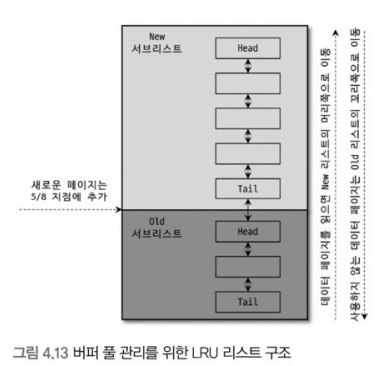 New
서브리스트
Head
Tail
새로운 페이지는
5/8 지점에 추가
Old
서브리스트
Head
Tail
데이터 페이지를 읽으면 New 리스트의 머리쪽으로 이동
사용하지 않는 데이터 페이지는 Old 리스트의 꼬리쪽으로 이동
그림 4.13 버퍼 풀 관리를 위한 LRU 리스트 구조